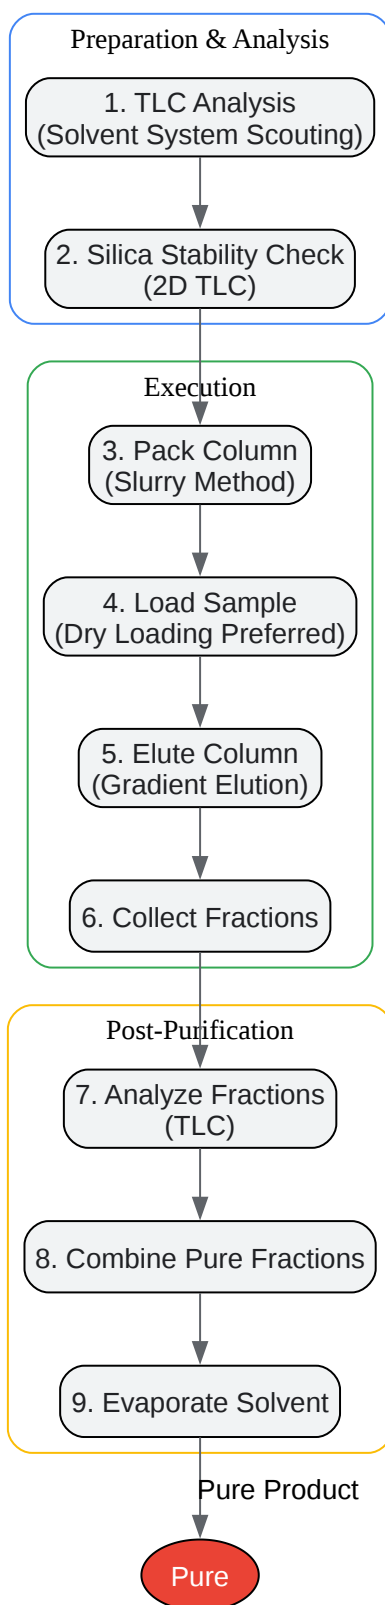 Preparation & Analysis
1. TLC Analysis
(Solvent System Scouting)
2. Silica Stability Check
(2D TLC)
Execution
3. Pack Column
(Slurry Method)
4. Load Sample
(Dry Loading Preferred)
5. Elute Column
(Gradient Elution)
6. Collect Fractions
Post-Purification
7. Analyze Fractions
(TLC)
8. Combine Pure Fractions
9. Evaporate Solvent
Pure Product
Pure